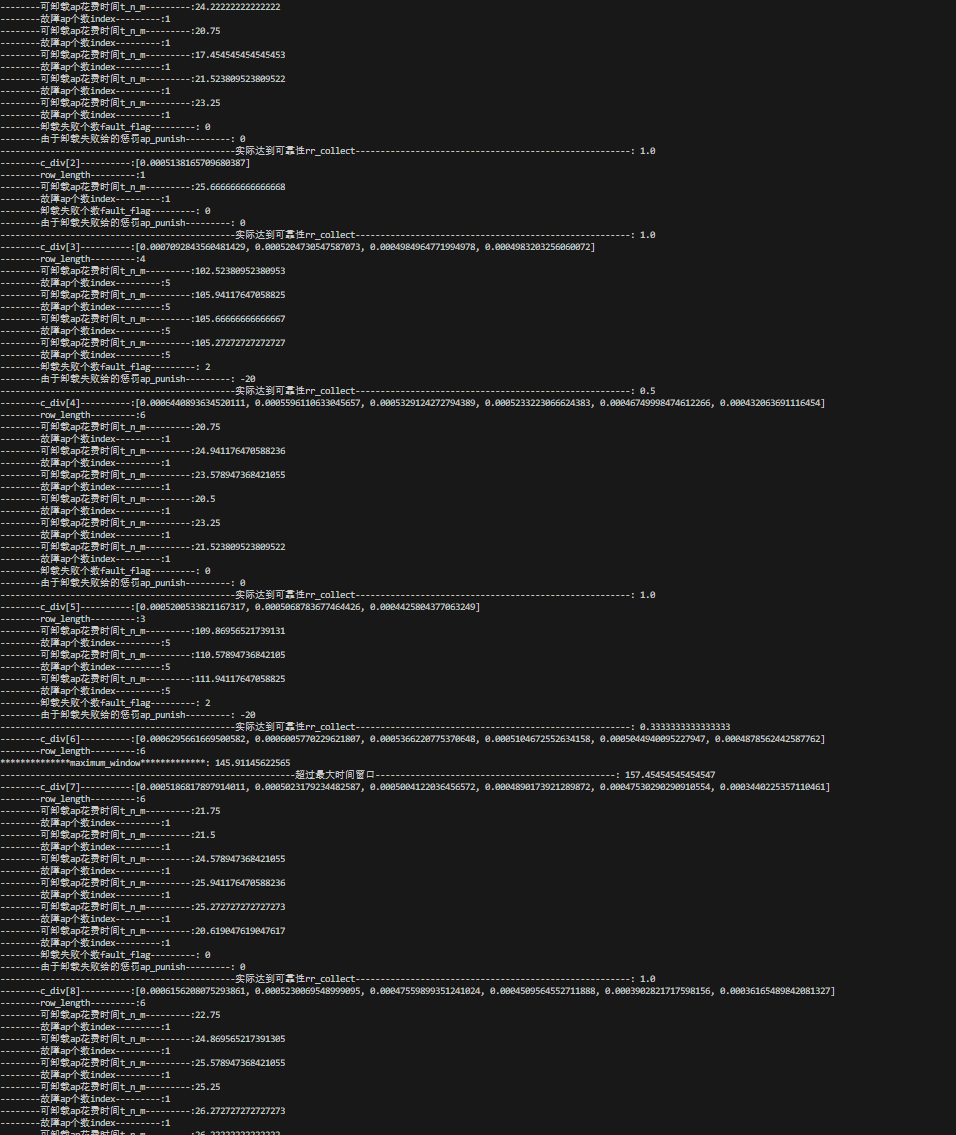 --------可卸载ap花费时间t_n_m---------:24.22222222222222
--------故障ap个数index---------:1
--------可卸载ap花费时间t_n_m---------:20.75
--------故障ap个数index---------:1
--------可卸载ap花费时间t_n_m---------:17.454545454545453
--------故障ap个数index---------:1
--------可卸载ap花费时间t_n_m---------:21.523809523809522
--------故障ap个数index---------:1
--------可卸载ap花费时间t_n_m---------:23.25
--------故障ap个数index---------:1
--------卸载失败个数fault_flag---------: 0
--------由于卸载失败给的惩罚ap_punish---------: 0
-----------------------------------------------实际达到可靠性rr_collect-------------------------------------------------------: 1.0
--------c_div[2]----------:[0.0005138165709680387]
--------row_length---------:1
--------可卸载ap花费时间t_n_m---------:25.666666666666668
--------故障ap个数index---------:1
--------卸载失败个数fault_flag---------: 0
--------由于卸载失败给的惩罚ap_punish---------: 0
-----------------------------------------------实际达到可靠性rr_collect-------------------------------------------------------: 1.0
--------c_div[3]----------:[0.0007092843560481429, 0.0005204730547587073, 0.0004984964771994978, 0.0004983203256060072]
--------row_length---------:4
--------可卸载ap花费时间t_n_m---------:102.52380952380953
--------故障ap个数index---------:5
--------可卸载ap花费时间t_n_m---------:105.94117647058825
--------故障ap个数index---------:5
--------可卸载ap花费时间t_n_m---------:105.66666666666667
--------故障ap个数index---------:5
--------可卸载ap花费时间t_n_m---------:105.27272727272727
--------故障ap个数index---------:5
--------卸载失败个数fault_flag---------: 2
--------由于卸载失败给的惩罚ap_punish---------: -20
-----------------------------------------------实际达到可靠性rr_collect-------------------------------------------------------: 0.5
--------c_div[4]----------:[0.0006440893634520111, 0.0005596110633045657, 0.0005329124272794389, 0.0005233223066624383, 0.00046749998474612266, 0.000432063691116454]
--------row_length---------:6
--------可卸载ap花费时间t_n_m---------:20.75
--------故障ap个数index---------:1
--------可卸载ap花费时间t_n_m---------:24.941176470588236
--------故障ap个数index---------:1
--------可卸载ap花费时间t_n_m---------:23.578947368421055
--------故障ap个数index---------:1
--------可卸载ap花费时间t_n_m---------:20.5
--------故障ap个数index---------:1
--------可卸载ap花费时间t_n_m---------:23.25
--------故障ap个数index---------:1
--------可卸载ap花费时间t_n_m---------:21.523809523809522
--------故障ap个数index---------:1
--------卸载失败个数fault_flag---------: 0
--------由于卸载失败给的惩罚ap_punish---------: 0
-----------------------------------------------实际达到可靠性rr_collect-------------------------------------------------------: 1.0
--------c_div[5]----------:[0.0005200533821167317, 0.0005068783677464426, 0.0004425804377063249]
--------row_length---------:3
--------可卸载ap花费时间t_n_m---------:109.86956521739131
--------故障ap个数index---------:5
--------可卸载ap花费时间t_n_m---------:110.57894736842105
--------故障ap个数index---------:5
--------可卸载ap花费时间t_n_m---------:111.94117647058825
--------故障ap个数index---------:5
--------卸载失败个数fault_flag---------: 2
--------由于卸载失败给的惩罚ap_punish---------: -20
-----------------------------------------------实际达到可靠性rr_collect-------------------------------------------------------: 0.3333333333333333
--------c_div[6]----------:[0.0006295661669500582, 0.0006005770229621807, 0.0005366220775370648, 0.0005104672552634158, 0.0005044940095227947, 0.0004878562442587762]
--------row_length---------:6
**************maximum_window*************: 145.91145622565
-----------------------------------------------------------超过最大时间窗口------------------------------------------------: 157.45454545454547
--------c_div[7]----------:[0.0005186817897914011, 0.0005023179234482587, 0.0005004122036456572, 0.0004890173921289872, 0.00047530290290910554, 0.0003440225357110461]
--------row_length---------:6
--------可卸载ap花费时间t_n_m---------:21.75
--------故障ap个数index---------:1
--------可卸载ap花费时间t_n_m---------:21.5
--------故障ap个数index---------:1
--------可卸载ap花费时间t_n_m---------:24.578947368421055
--------故障ap个数index---------:1
--------可卸载ap花费时间t_n_m---------:25.941176470588236
--------故障ap个数index---------:1
--------可卸载ap花费时间t_n_m---------:25.272727272727273
--------故障ap个数index---------:1
--------可卸载ap花费时间t_n_m---------:20.619047619047617
--------故障ap个数index---------:1
--------卸载失败个数fault_flag---------: 0
--------由于卸载失败给的惩罚ap_punish---------: 0
-----------------------------------------------实际达到可靠性rr_collect-------------------------------------------------------: 1.0
--------c_div[8]----------:[0.0006156208075293861, 0.0005230069548999095, 0.00047559899351241024, 0.0004509564552711888, 0.0003902821717598156, 0.00036165489842081327]
--------row_length---------:6
--------可卸载ap花费时间t_n_m---------:22.75
--------故障ap个数index---------:1
--------可卸载ap花费时间t_n_m---------:24.869565217391305
--------故障ap个数index---------:1
--------可卸载ap花费时间t_n_m---------:25.578947368421055
--------故障ap个数index---------:1
--------可卸载ap花费时间t_n_m---------:25.25
--------故障ap个数index---------:1
--------可卸载ap花费时间t_n_m---------:26.272727272727273
--------故障ap个数index---------:1
--------可卸载ap花费时间t_n_m---------:26.22222222222222